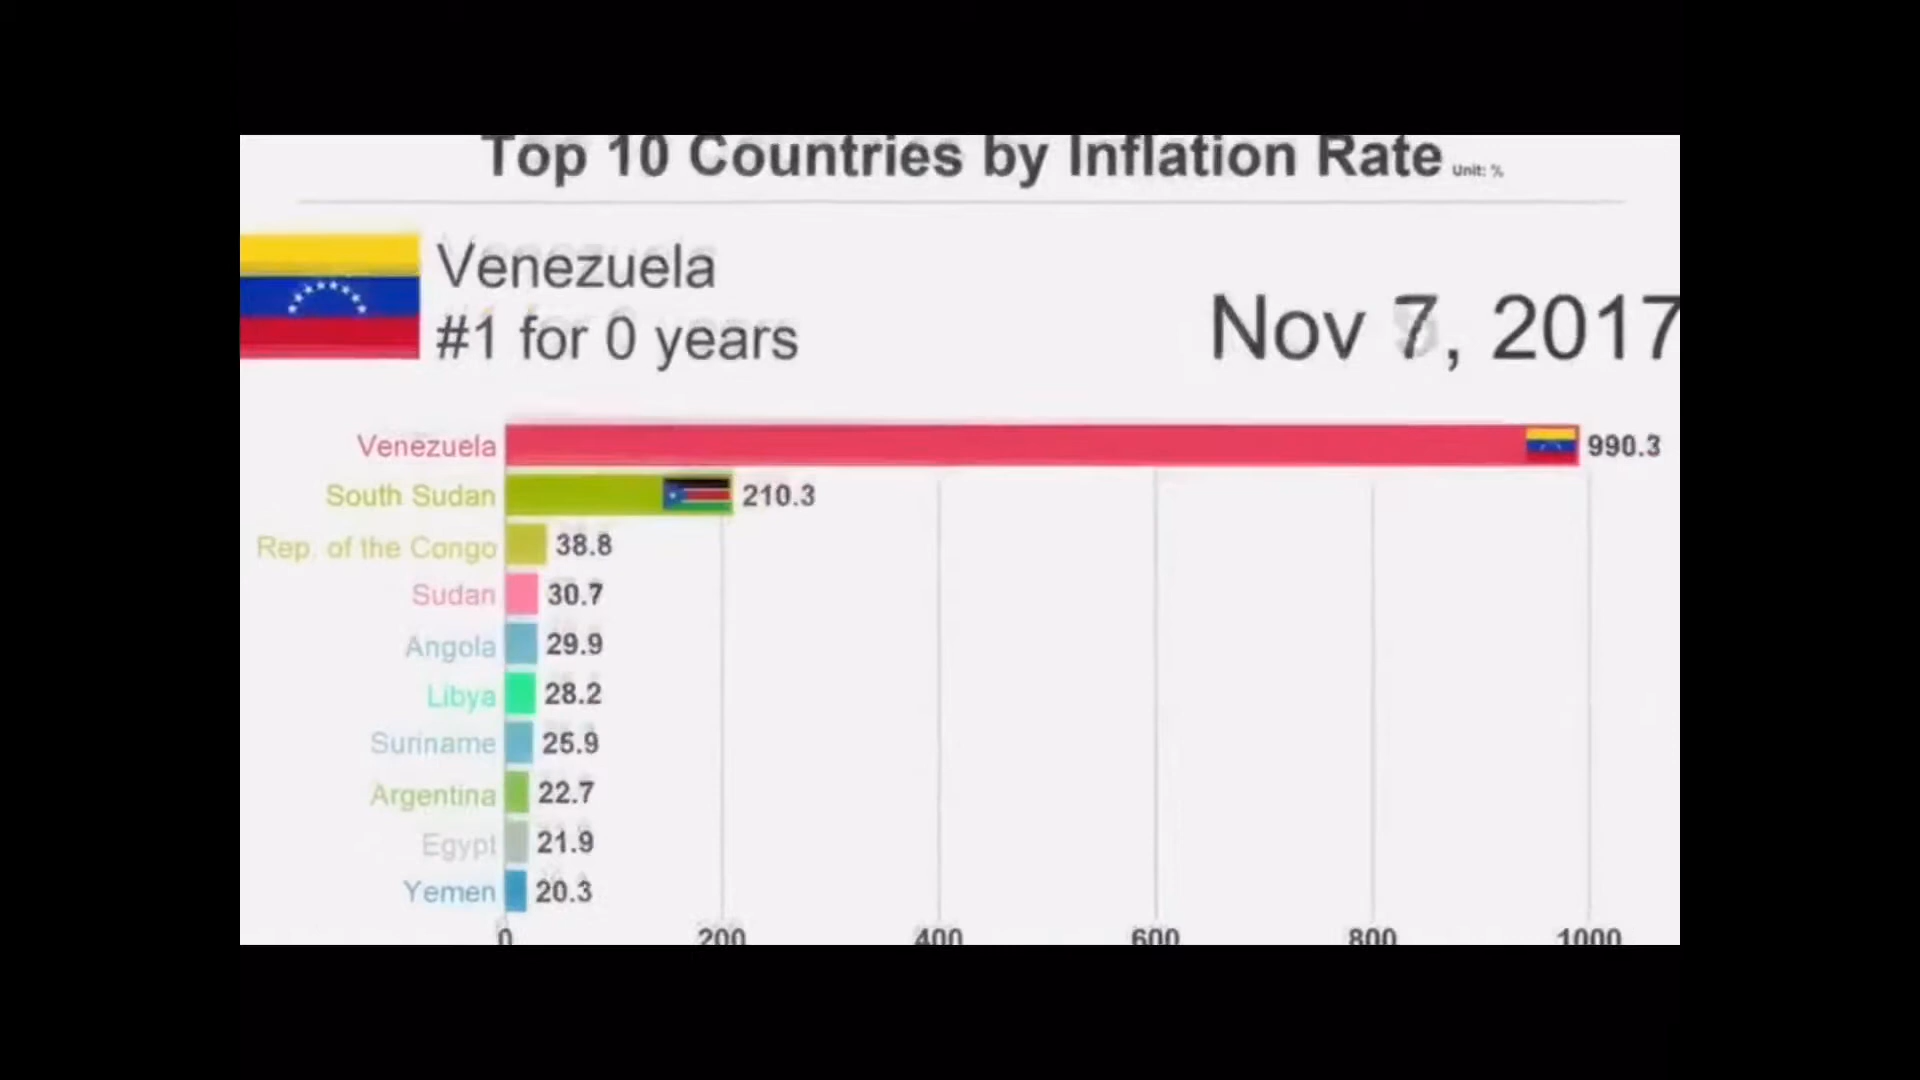 Top 10 Countries by Inflation Rate Unit: %
Venezuela
#1 for 0 years
Nov 7, 2017
Venezuela 990.3
South Sudan 210.3
Rep. of the Congo 38.8
Sudan 30.7
Angola 29.9
Libya 28.2
Suriname 25.9
Argentina 22.7
Egypt 21.9
Yemen 20.3
0 200 400 600 800 1000